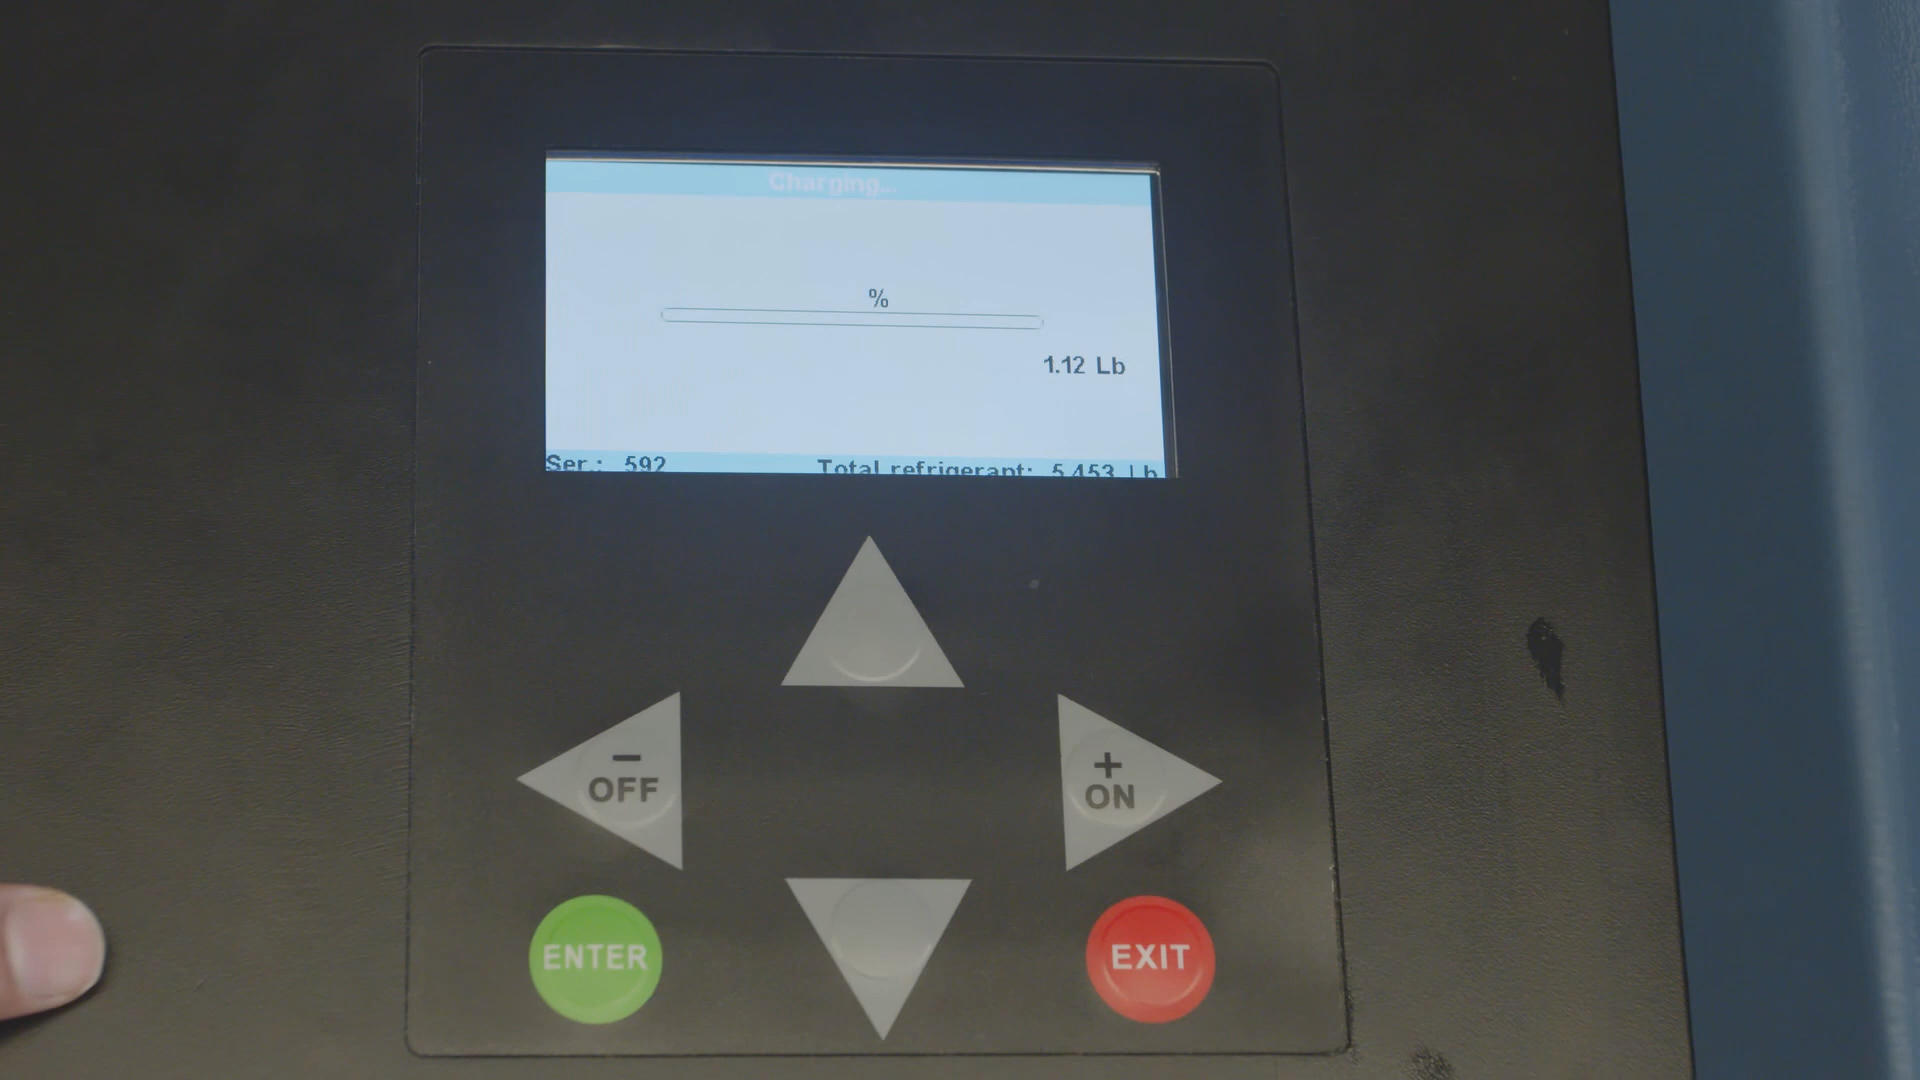 Charging...
%
1.12 Lb
Ser.: 592 Total refrigerant: 5.453 Lb
- OFF
+ ON
ENTER
EXIT